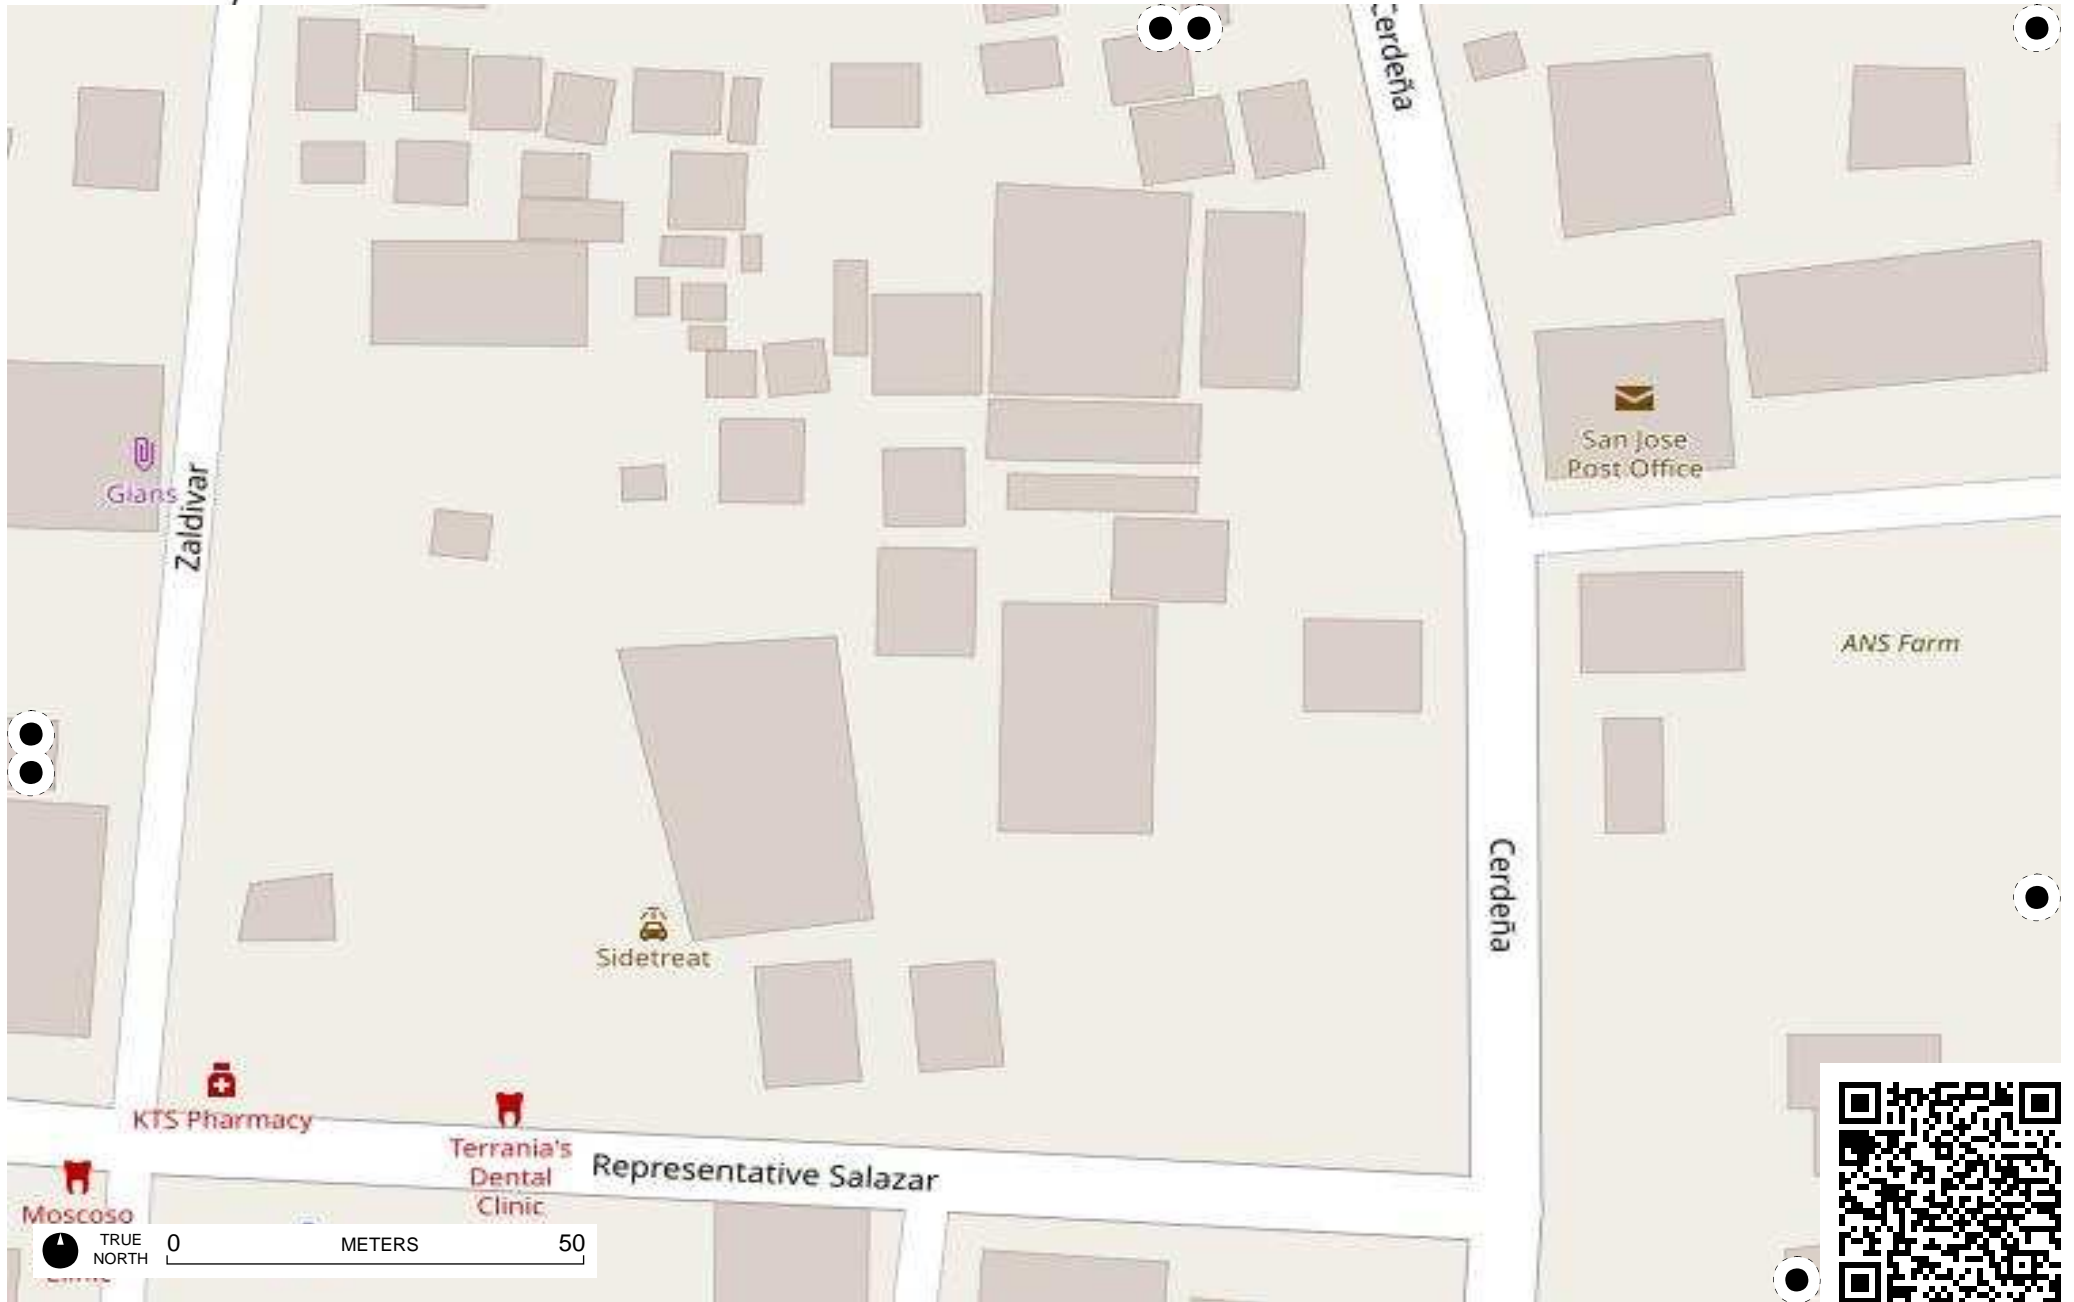 Cerdeña
San Jose
Post Office
Glans
Zaldivar
ANS Farm
Cerdeña
Sidetreat
KTS Pharmacy
Terrania's
Dental
Clinic
Representative Salazar
Moscoso
TRUE
NORTH
0
METERS
50